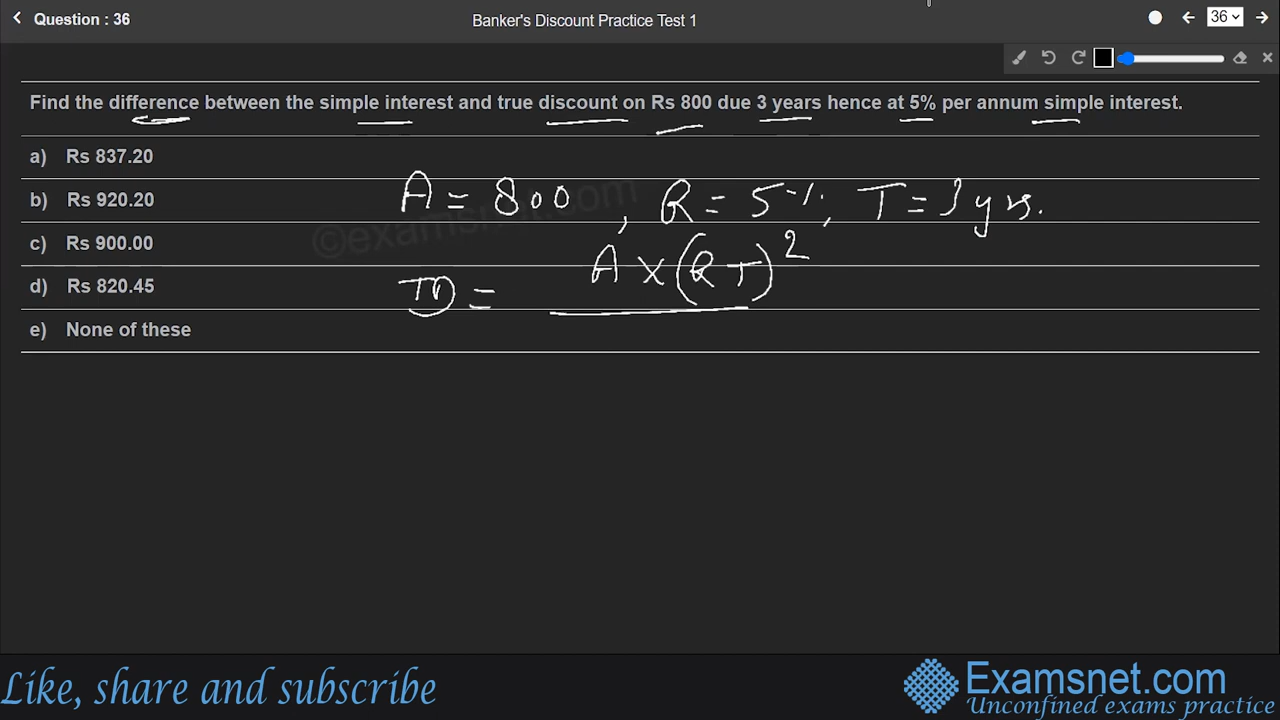 Question : 36
Banker's Discount Practice Test 1
36
Find the difference between the simple interest and true discount on Rs 800 due 3 years hence at 5% per annum simple interest.
a) Rs 837.20
b) Rs 920.20
c) Rs 900.00
d) Rs 820.45
e) None of these
A = 800 , R = 5%, T = 3 yrs.
TD = A × (RT)²
©examsnet.com
Like, share and subscribe
Examsnet.com
Unconfined exams practice